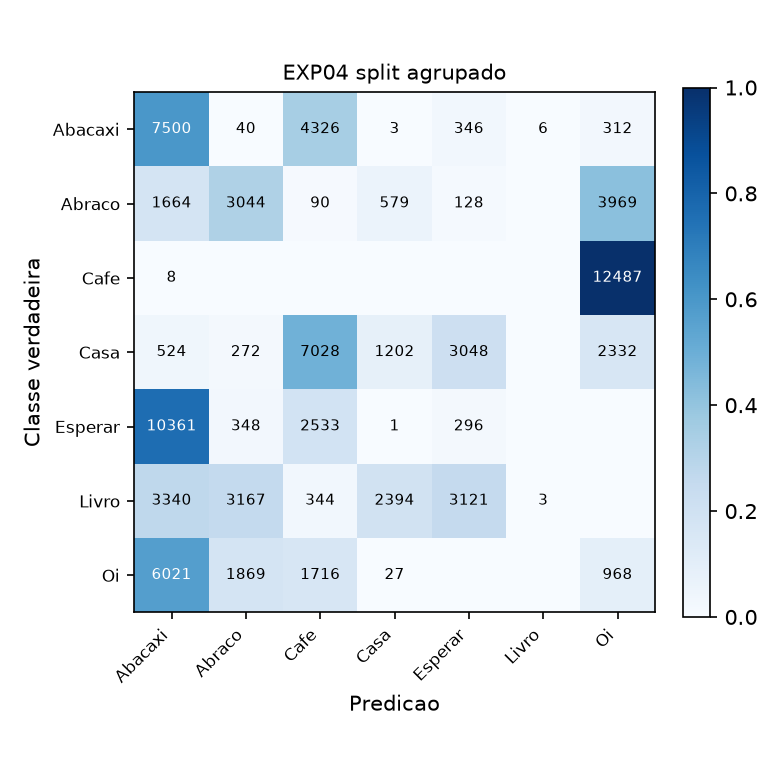 EXP04 split agrupado
Classe verdadeira
Abacaxi 7500 40 4326 3 346 6 312
Abraco 1664 3044 90 579 128 3969
Cafe 8 12487
Casa 524 272 7028 1202 3048 2332
Esperar 10361 348 2533 1 296
Livro 3340 3167 344 2394 3121 3
Oi 6021 1869 1716 27 968
Abacaxi Abraco Cafe Casa Esperar Livro Oi
Predicao
1.0
0.8
0.6
0.4
0.2
0.0